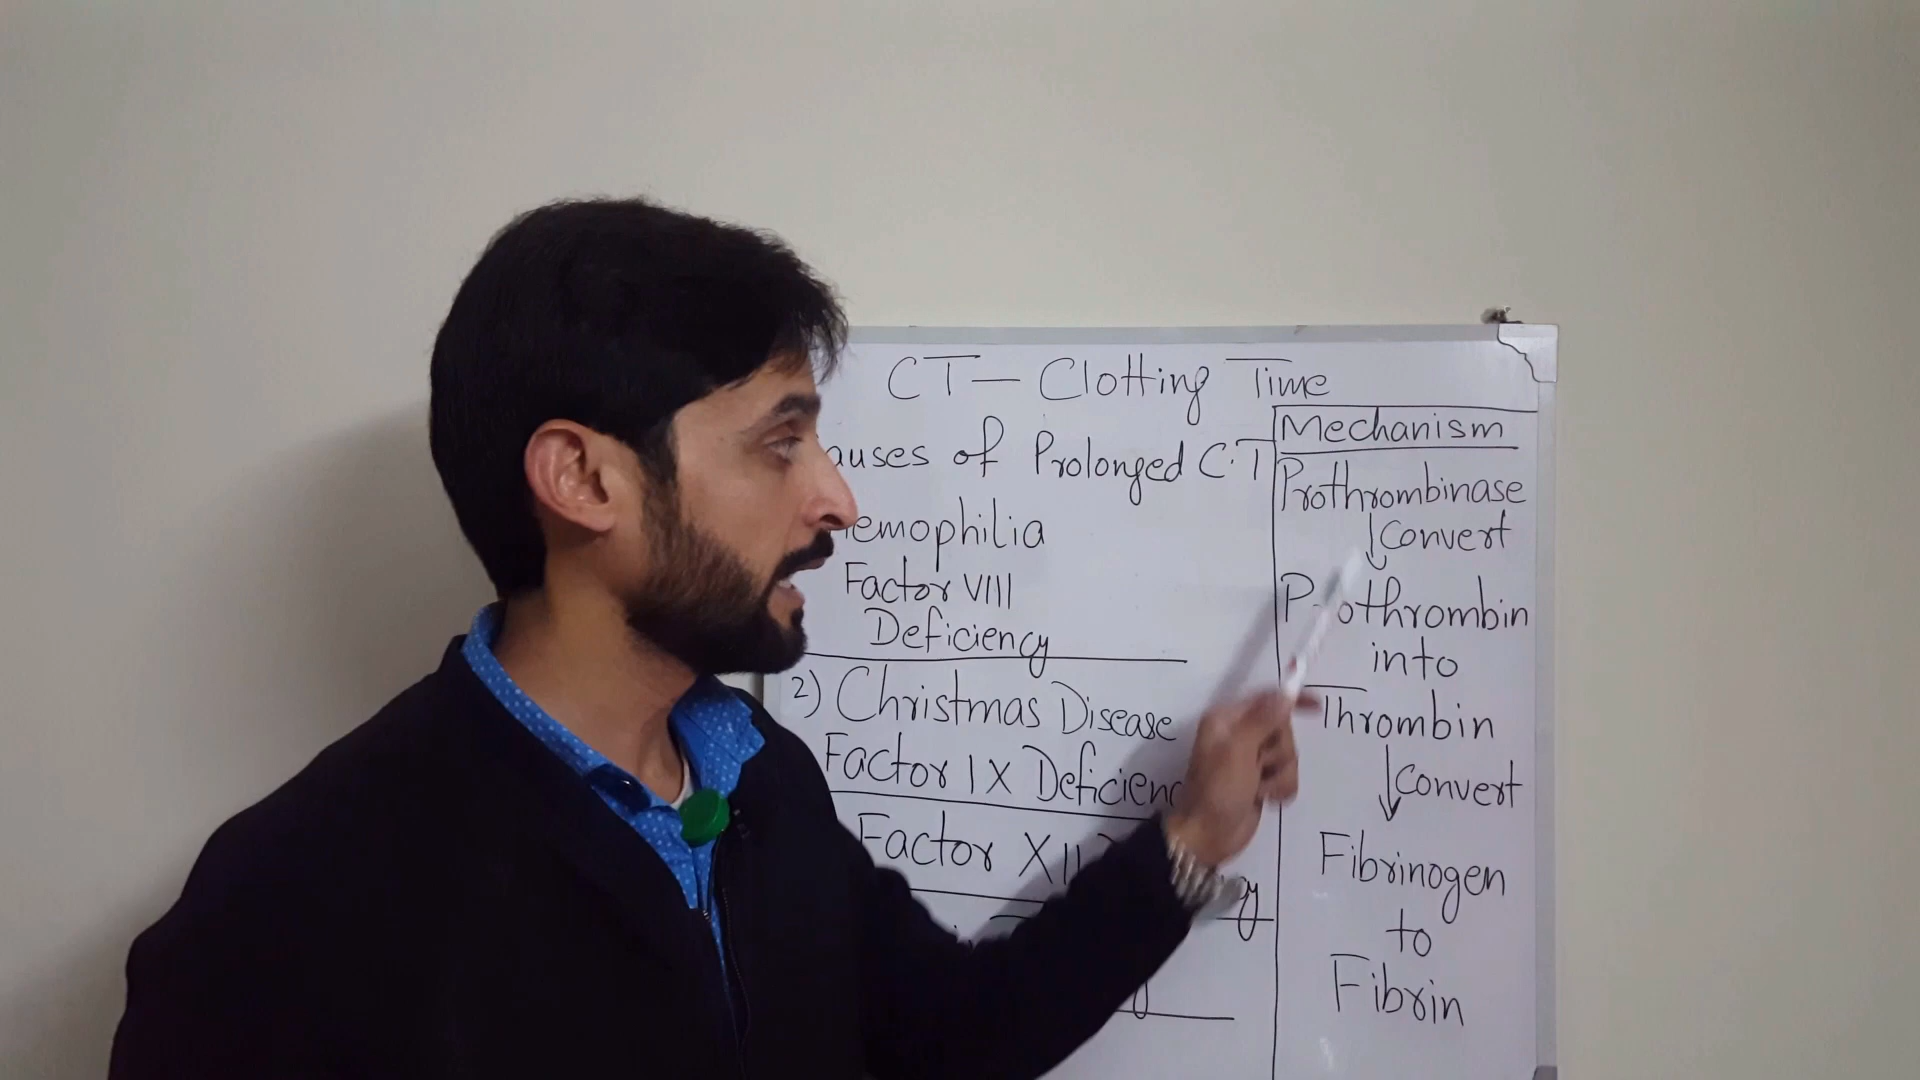 CT — Clotting Time
auses of Prolonged C.T
emophilia
Factor VIII
Deficiency
2) Christmas Disease
Factor IX Deficienc
Factor XII
Mechanism
Prothrombinase
↓ Convert
Prothrombin
into
Thrombin
↓ Convert
Fibrinogen
to
Fibrin